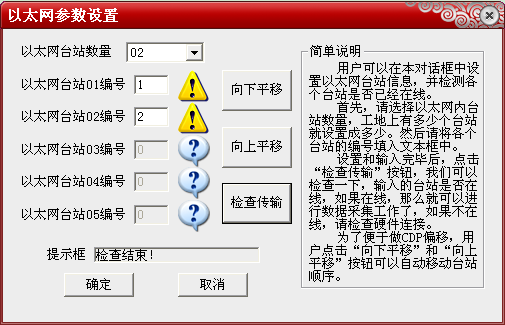 以太网参数设置
以太网台站数量 02
以太网台站01编号 1
以太网台站02编号 2
以太网台站03编号 0
以太网台站04编号 0
以太网台站05编号 0
向下平移
向上平移
检查传输
提示框 检查结束!
确定 取消
简单说明
用户可以在本对话框中设
置以太网台站信息，并检测各
个台站是否已经在线。
首先，请选择以太网内台
站数量，工地上有多少个台站
就设置成多少。然后请将各个
台站的编号填入文本框中。
设置和输入完毕后，点击
“检查传输”按钮，我们可以
检查一下，输入的台站是否在
线，如果在线，那么就可以进
行数据采集工作了，如果不在
线，请检查硬件连接。
为了便于做CDP偏移，用
户点击“向下平移”和“向上
平移”按钮可以自动移动台站
顺序。